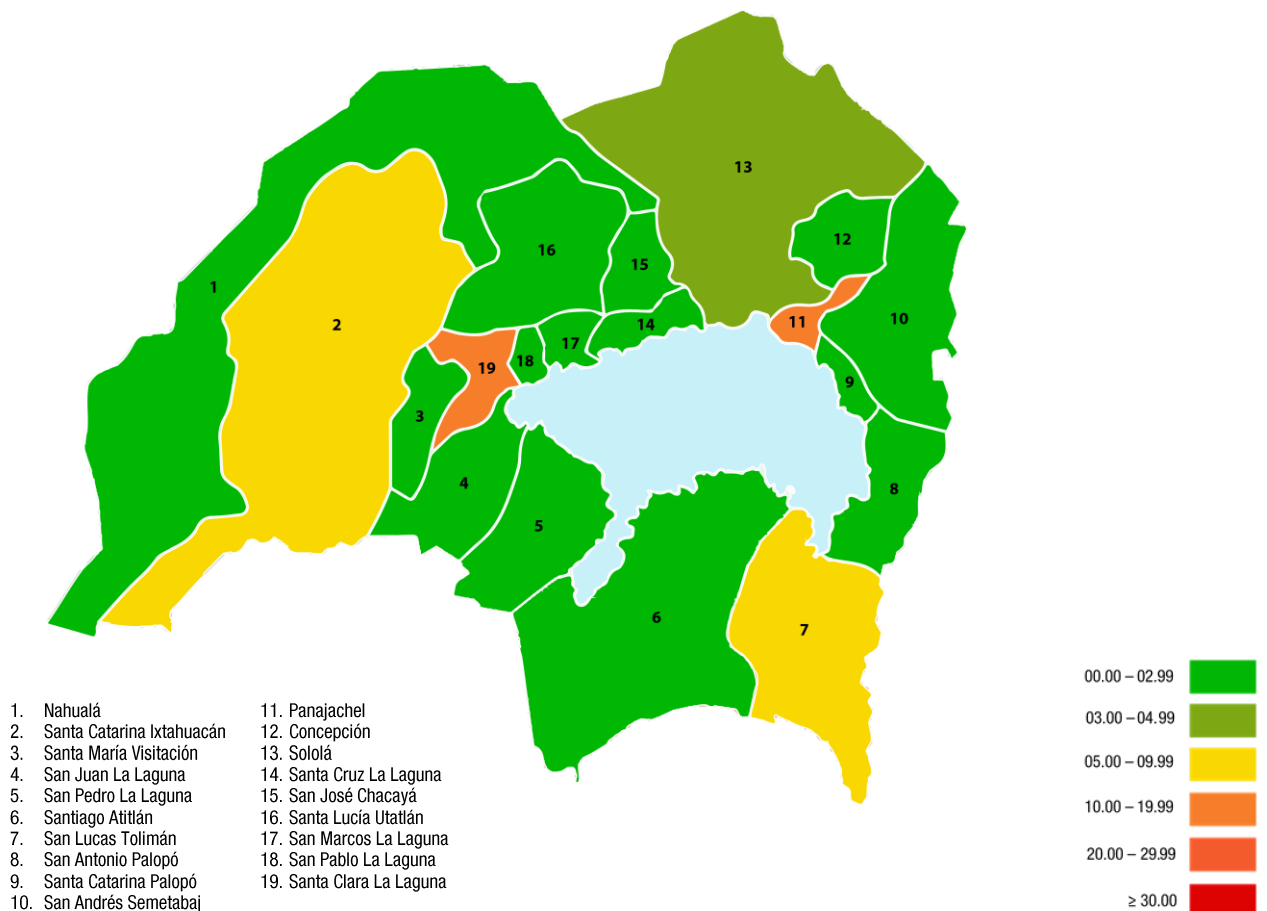 13
12
16
15
1
10
14
11
2
17
18
19
9
3
4
8
5
6
7
00.00 – 02.99
03.00 – 04.99
05.00 – 09.99
10.00 – 19.99
20.00 – 29.99
≥ 30.00
1. Nahualá
2. Santa Catarina Ixtahuacán
3. Santa María Visitación
4. San Juan La Laguna
5. San Pedro La Laguna
6. Santiago Atitlán
7. San Lucas Tolimán
8. San Antonio Palopó
9. Santa Catarina Palopó
10. San Andrés Semetabaj
11. Panajachel
12. Concepción
13. Sololá
14. Santa Cruz La Laguna
15. San José Chacayá
16. Santa Lucía Utatlán
17. San Marcos La Laguna
18. San Pablo La Laguna
19. Santa Clara La Laguna